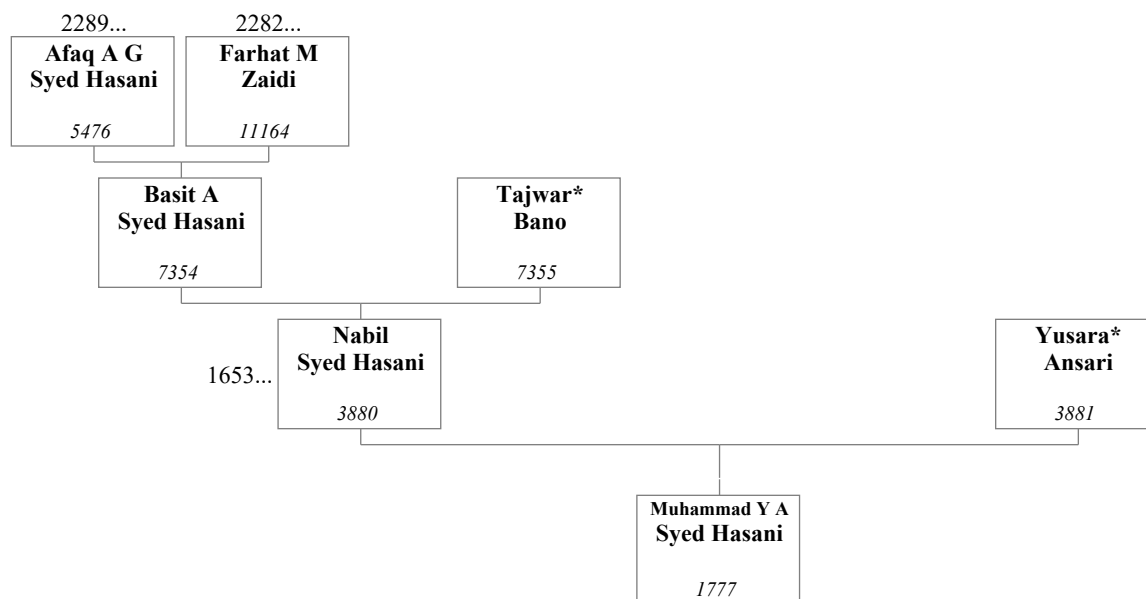 2289...
Afaq A G
Syed Hasani
5476
2282...
Farhat M
Zaidi
11164
Basit A
Syed Hasani
7354
Tajwar*
Bano
7355
1653...
Nabil
Syed Hasani
3880
Yusara*
Ansari
3881
Muhammad Y A
Syed Hasani
1777